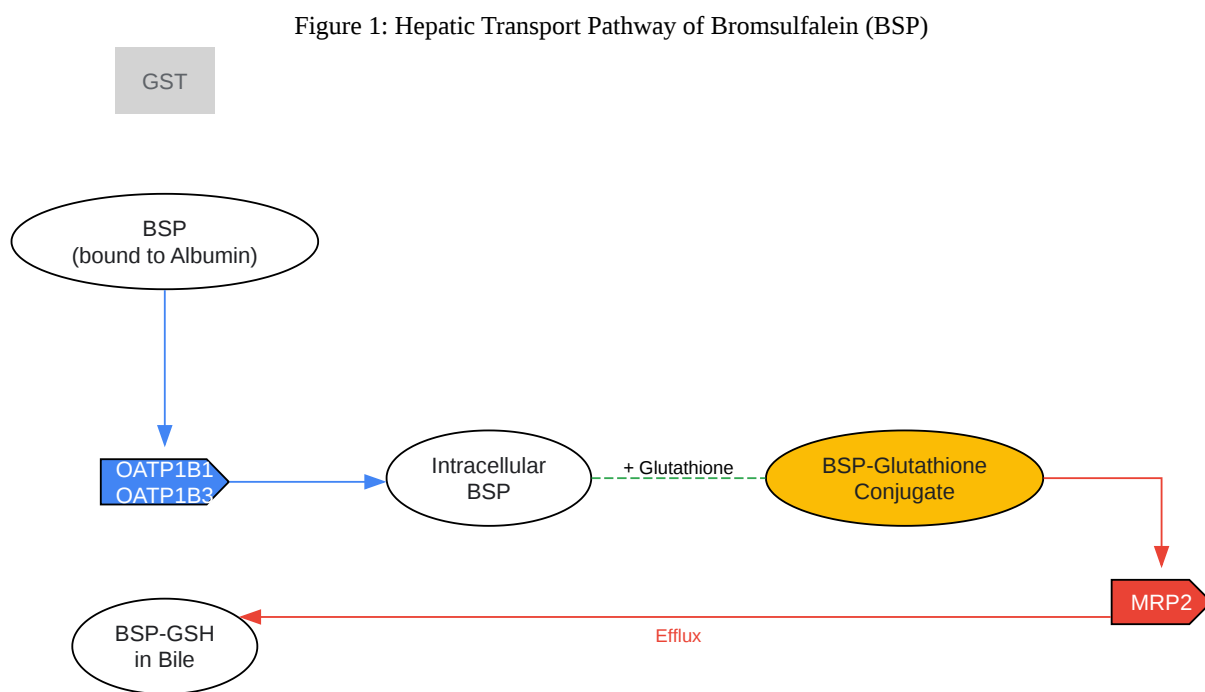 Figure 1: Hepatic Transport Pathway of Bromsulfalein (BSP)
GST
BSP
(bound to Albumin)
OATP1B1
OATP1B3
Intracellular
BSP
+ Glutathione
BSP-Glutathione
Conjugate
MRP2
Efflux
BSP-GSH
in Bile